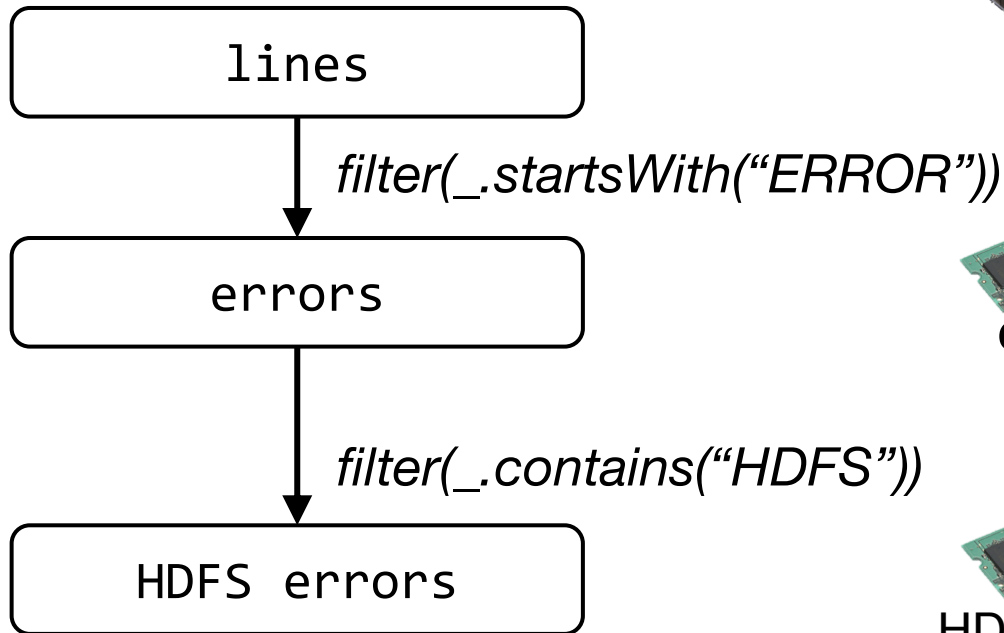 lines
filter(_.startsWith(“ERROR”))
errors
filter(_.contains(“HDFS”))
HDFS errors